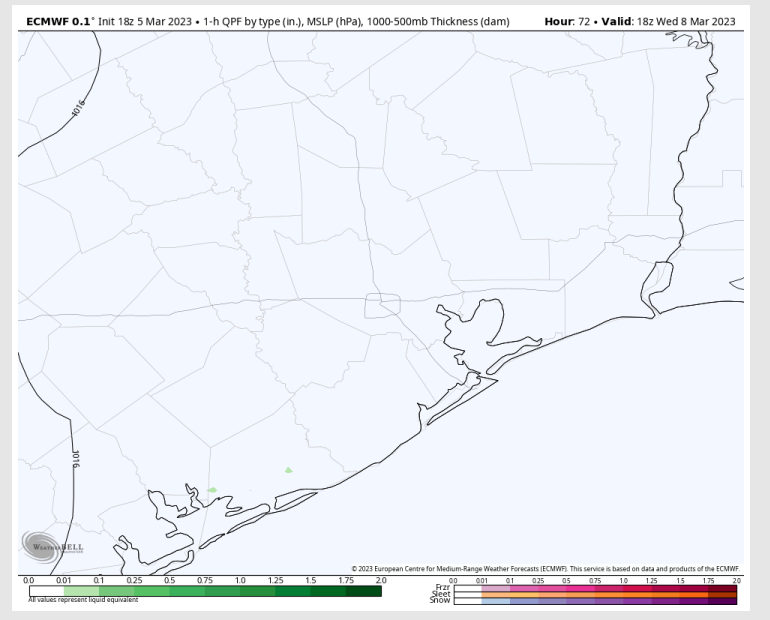 ECMWF 0.1° Init 18z 5 Mar 2023 • 1-h QPF by type (in.), MSLP (hPa), 1000-500mb Thickness (dam) Hour: 72 • Valid: 18z Wed 8 Mar 2023
1016
1016
WEATHERBELL
© 2023 European Centre for Medium-Range Weather Forecasts (ECMWF). This service is based on data and products of the ECMWF.
0.0 0.01 0.1 0.25 0.5 0.75 1.0 1.25 1.5 1.75 2.0
All values represent liquid equivalent
0.0 0.01 0.1 0.25 0.5 0.75 1.0 1.25 1.5 1.75 2.0
Frzr
Sleet
Snow